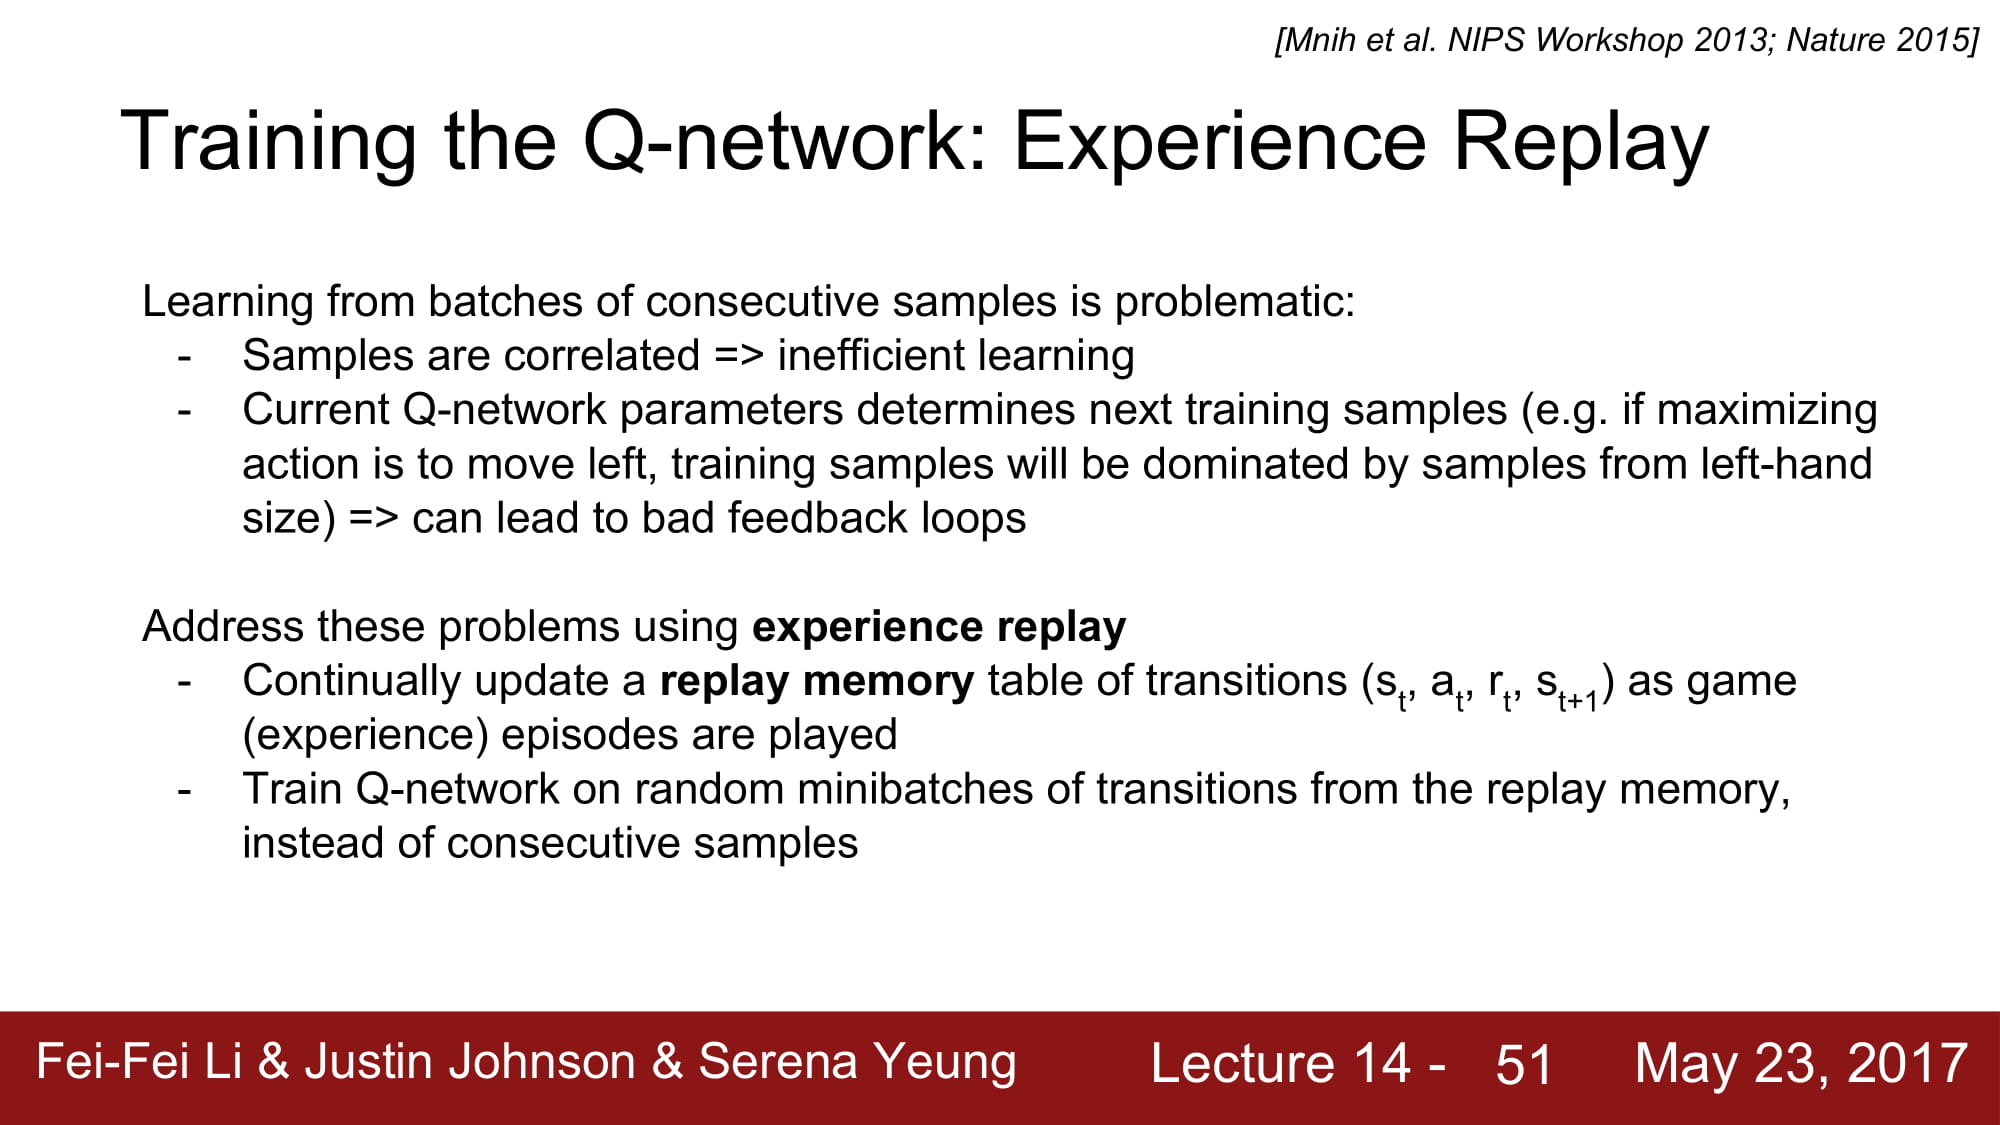 [Mnih et al. NIPS Workshop 2013; Nature 2015]
Training the Q-network: Experience Replay
Learning from batches of consecutive samples is problematic:
- Samples are correlated => inefficient learning
- Current Q-network parameters determines next training samples (e.g. if maximizing
action is to move left, training samples will be dominated by samples from left-hand
size) => can lead to bad feedback loops
Address these problems using experience replay
- Continually update a replay memory table of transitions (s_t, a_t, r_t, s_{t+1}) as game
(experience) episodes are played
- Train Q-network on random minibatches of transitions from the replay memory,
instead of consecutive samples
Fei-Fei Li & Justin Johnson & Serena Yeung Lecture 14 - 51 May 23, 2017